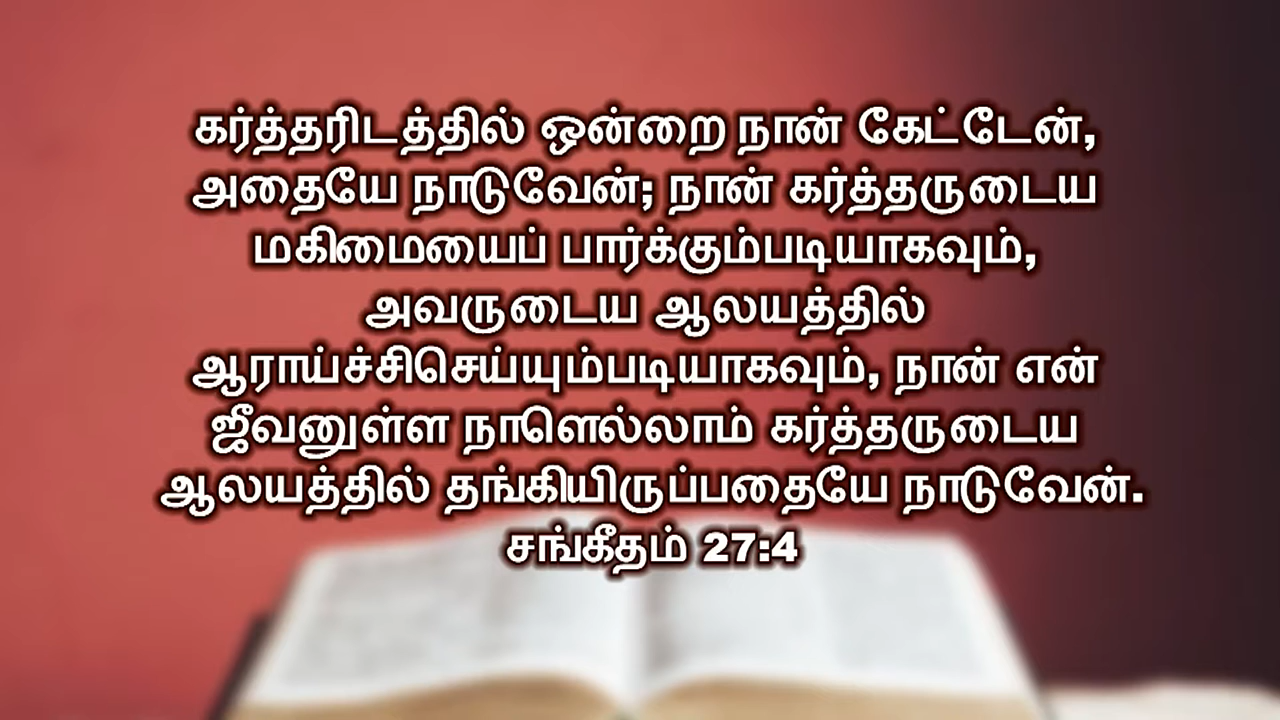 கர்த்தரிடத்தில் ஒன்றை நான் கேட்டேன்,
அதையே நாடுவேன்; நான் கர்த்தருடைய
மகிமையைப் பார்க்கும்படியாகவும்,
அவருடைய ஆலயத்தில்
ஆராய்ச்சிசெய்யும்படியாகவும், நான் என்
ஜீவனுள்ள நாளெல்லாம் கர்த்தருடைய
ஆலயத்தில் தங்கியிருப்பதையே நாடுவேன்.
சங்கீதம் 27:4